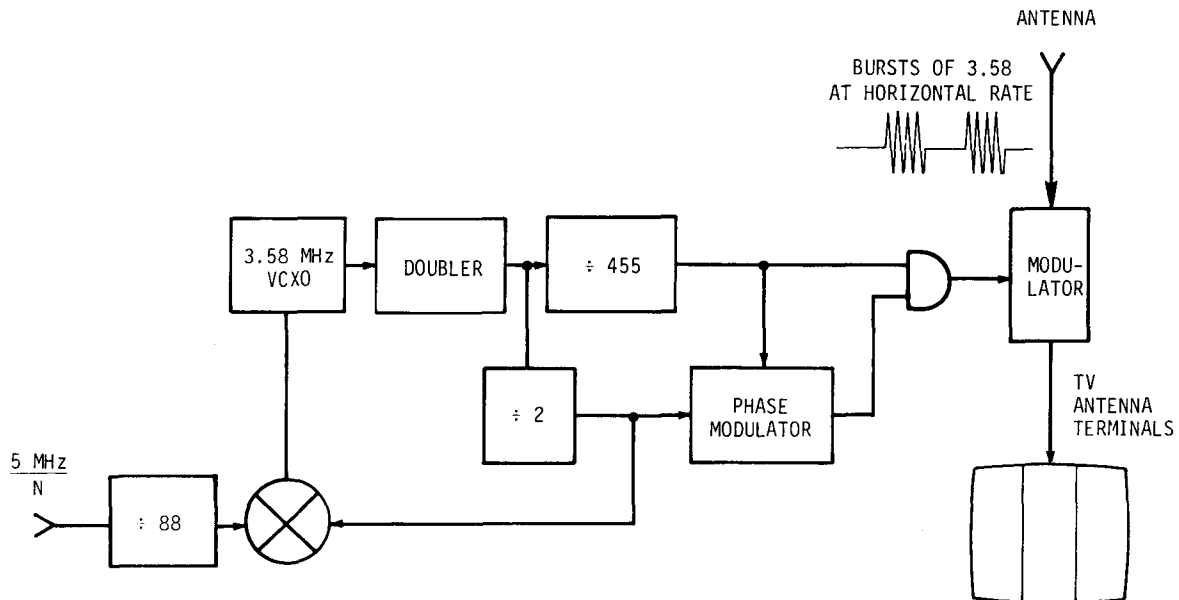 ANTENNA
BURSTS OF 3.58
AT HORIZONTAL RATE
3.58 MHz
VCXO
DOUBLER
÷ 455
MODU-
LATOR
÷ 2
PHASE
MODULATOR
TV
ANTENNA
TERMINALS
5 MHz
N
÷ 88